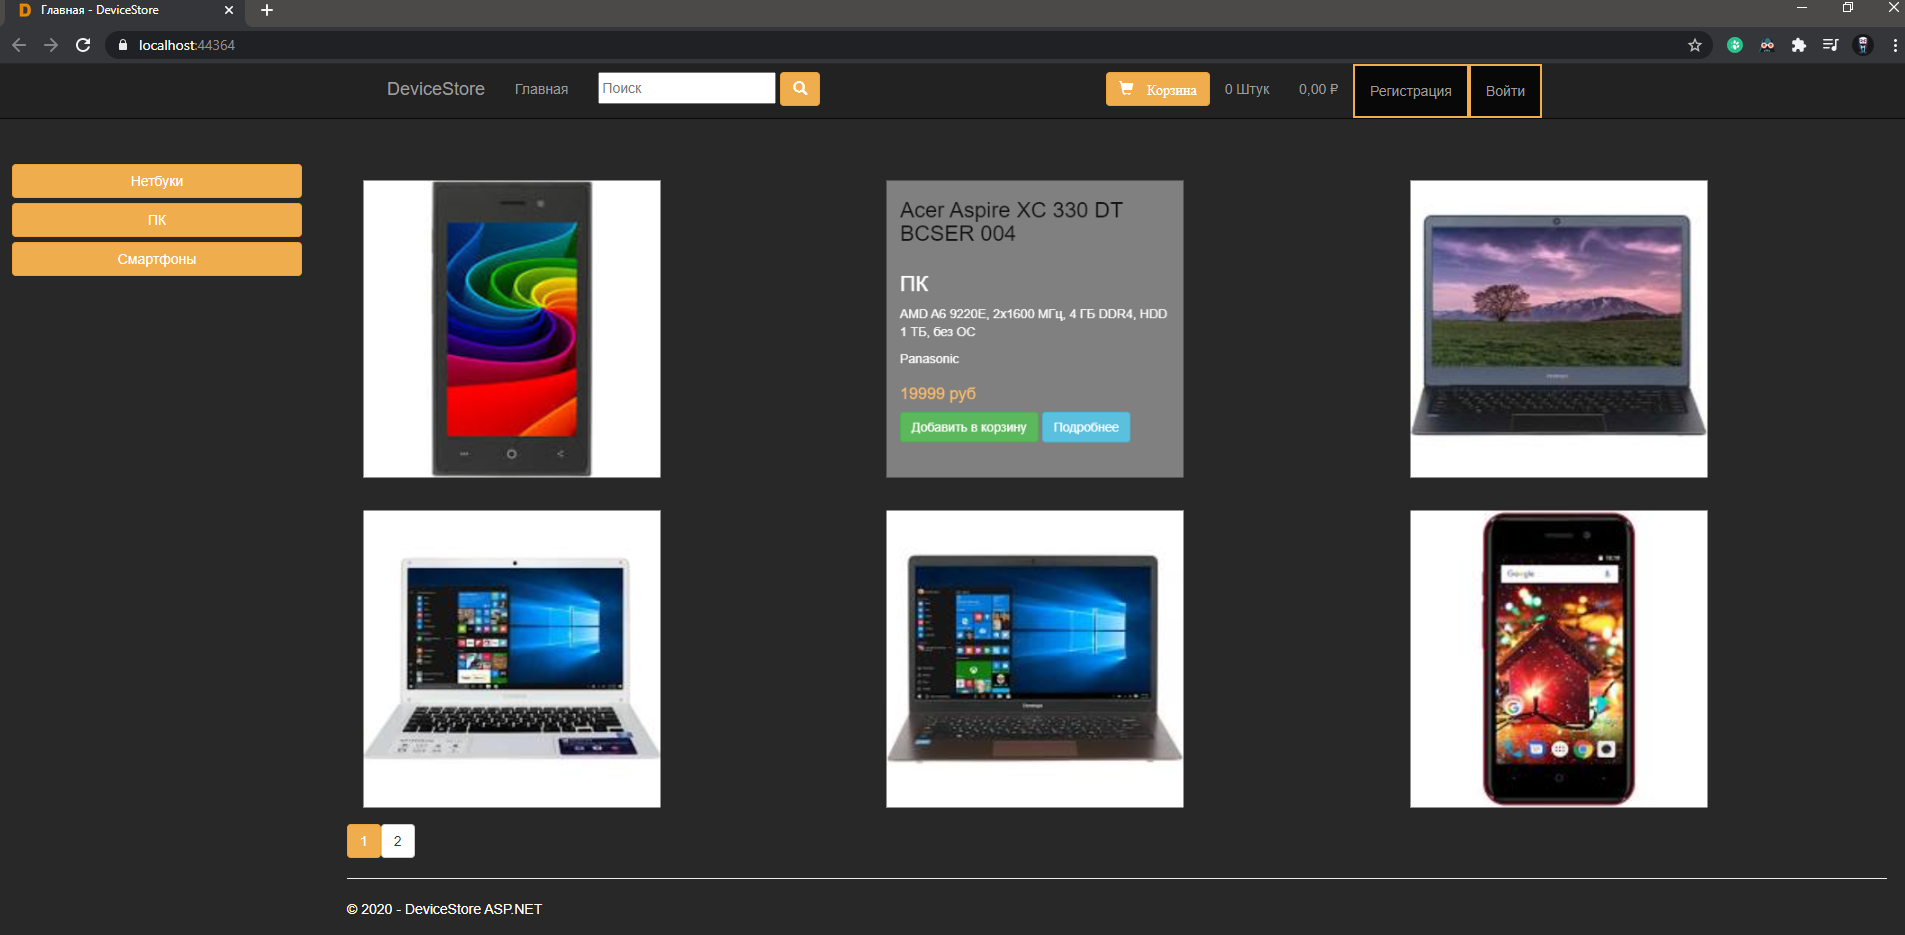 Главная - DeviceStore
localhost:44364
DeviceStore
Главная
Поиск
Корзина
0 Штук
0,00 ₽
Регистрация
Войти
Нетбуки
ПК
Смартфоны
Acer Aspire XC 330 DT
BCSER 004
ПК
AMD A6 9220E, 2x1600 МГц, 4 ГБ DDR4, HDD
1 ТБ, без ОС
Panasonic
19999 руб
Добавить в корзину
Подробнее
Google
1
2
© 2020 - DeviceStore ASP.NET